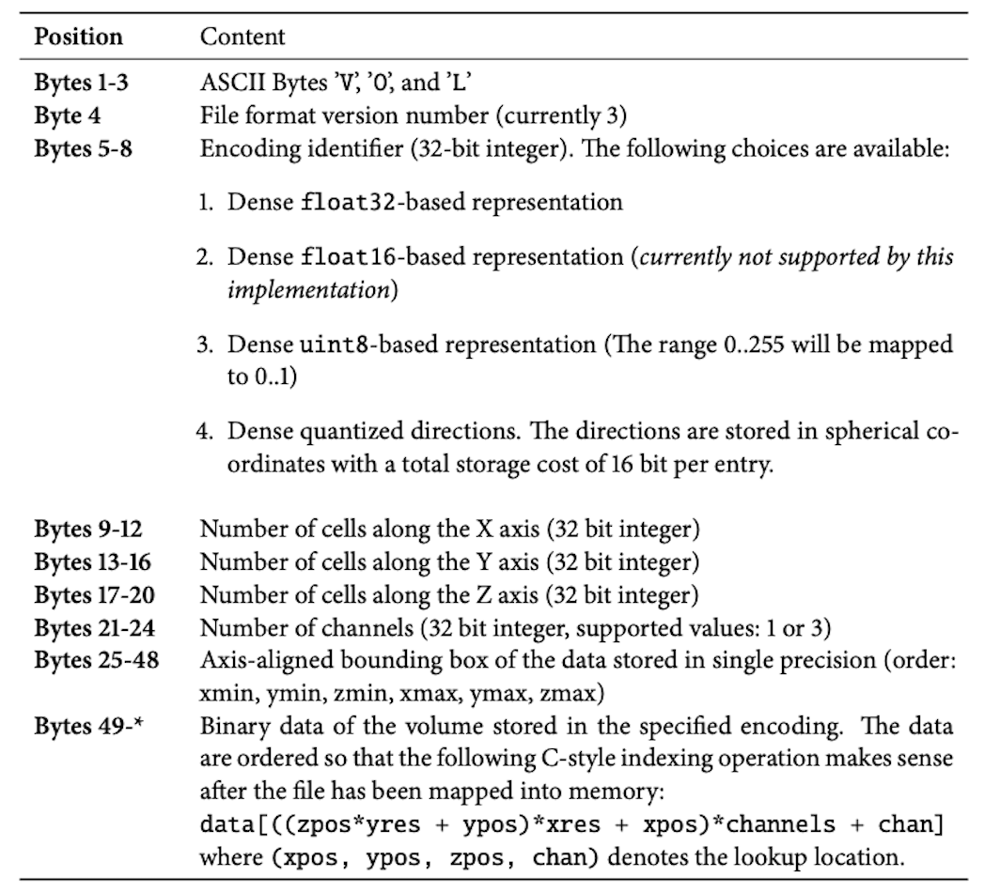 Position Content
Bytes 1-3 ASCII Bytes ’V’, ’O’, and ’L’
Byte 4 File format version number (currently 3)
Bytes 5-8 Encoding identifier (32-bit integer). The following choices are available:
1. Dense float32-based representation
2. Dense float16-based representation (currently not supported by this
implementation)
3. Dense uint8-based representation (The range 0..255 will be mapped
to 0..1)
4. Dense quantized directions. The directions are stored in spherical co-
ordinates with a total storage cost of 16 bit per entry.
Bytes 9-12 Number of cells along the X axis (32 bit integer)
Bytes 13-16 Number of cells along the Y axis (32 bit integer)
Bytes 17-20 Number of cells along the Z axis (32 bit integer)
Bytes 21-24 Number of channels (32 bit integer, supported values: 1 or 3)
Bytes 25-48 Axis-aligned bounding box of the data stored in single precision (order:
xmin, ymin, zmin, xmax, ymax, zmax)
Bytes 49-* Binary data of the volume stored in the specified encoding. The data
are ordered so that the following C-style indexing operation makes sense
after the file has been mapped into memory:
data[((zpos*yres + ypos)*xres + xpos)*channels + chan]
where (xpos, ypos, zpos, chan) denotes the lookup location.